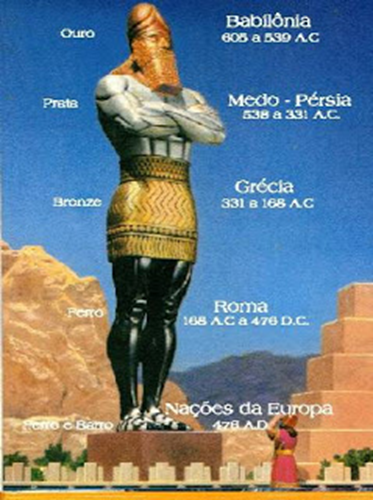 Ouro
Babilônia
605 a 539 A.C
Prata
Medo - Pérsia
538 a 331 A.C.
Bronze
Grécia
331 a 168 A.C
Ferro
Roma
168 A.C a 476 D.C.
Ferro e Barro
Nações da Europa
476 A.D